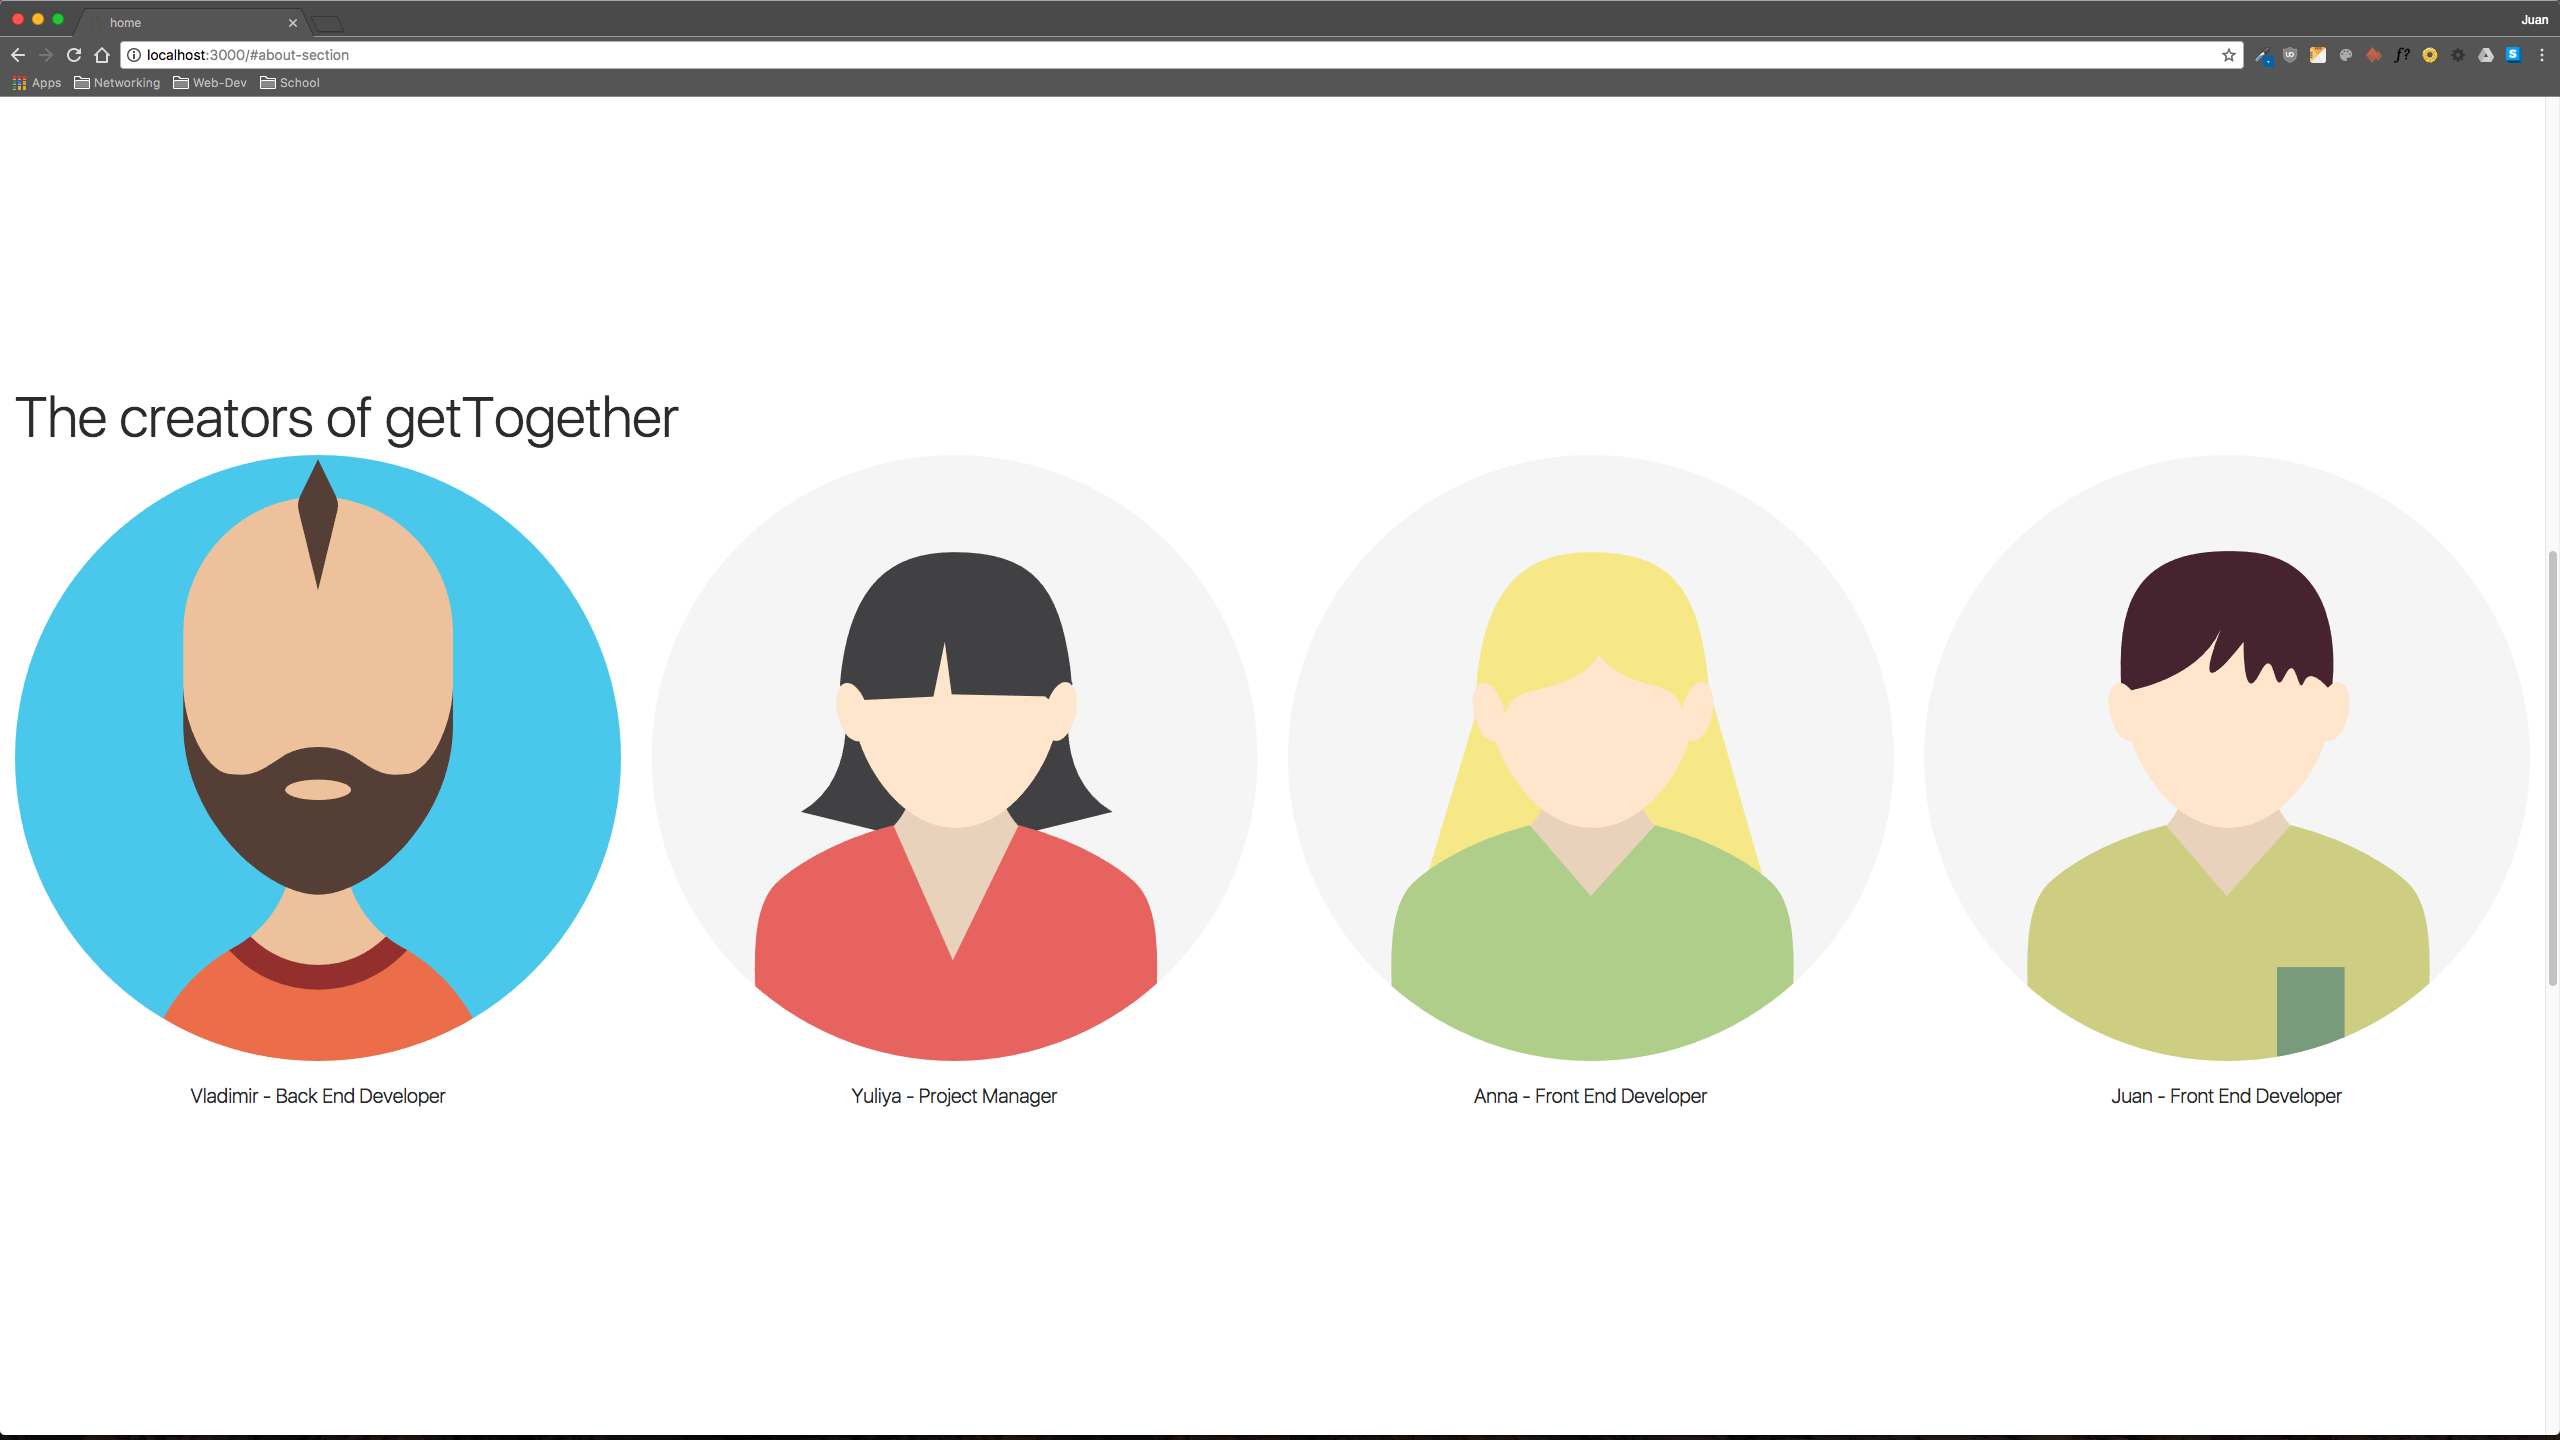 home
Juan
localhost:3000/#about-section
Apps Networking Web-Dev School
The creators of getTogether
Vladimir - Back End Developer
Yuliya - Project Manager
Anna - Front End Developer
Juan - Front End Developer